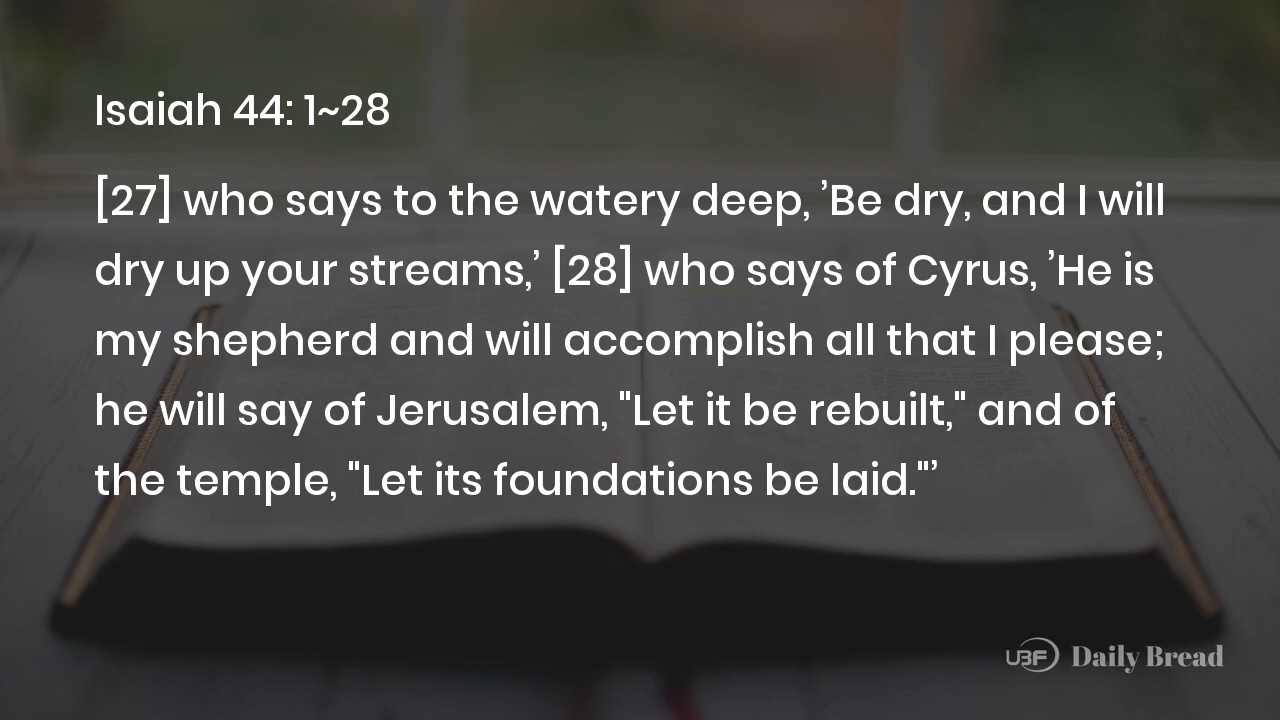 Isaiah 44: 1~28
[27] who says to the watery deep, ’Be dry, and I will
dry up your streams,’ [28] who says of Cyrus, ’He is
my shepherd and will accomplish all that I please;
he will say of Jerusalem, "Let it be rebuilt," and of
the temple, "Let its foundations be laid."’
UBF Daily Bread